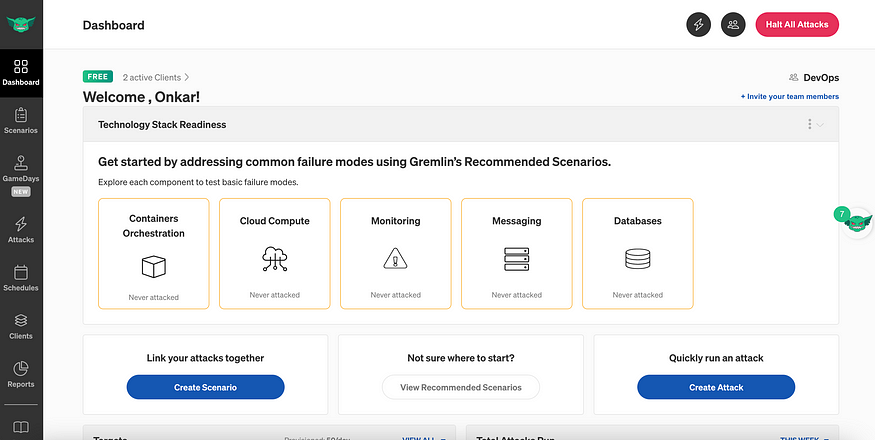 Dashboard
Halt All Attacks
Dashboard
Scenarios
GameDays
NEW
Attacks
Schedules
Clients
Reports
FREE
2 active Clients
DevOps
Welcome , Onkar!
+ Invite your team members
Technology Stack Readiness
Get started by addressing common failure modes using Gremlin's Recommended Scenarios.
Explore each component to test basic failure modes.
Containers
Orchestration
Never attacked
Cloud Compute
Never attacked
Monitoring
Never attacked
Messaging
Never attacked
Databases
Never attacked
7
Link your attacks together
Create Scenario
Not sure where to start?
View Recommended Scenarios
Quickly run an attack
Create Attack
Targets
Provisioned: 50/day
VIEW ALL
Total Attacks Run
THIS WEEK